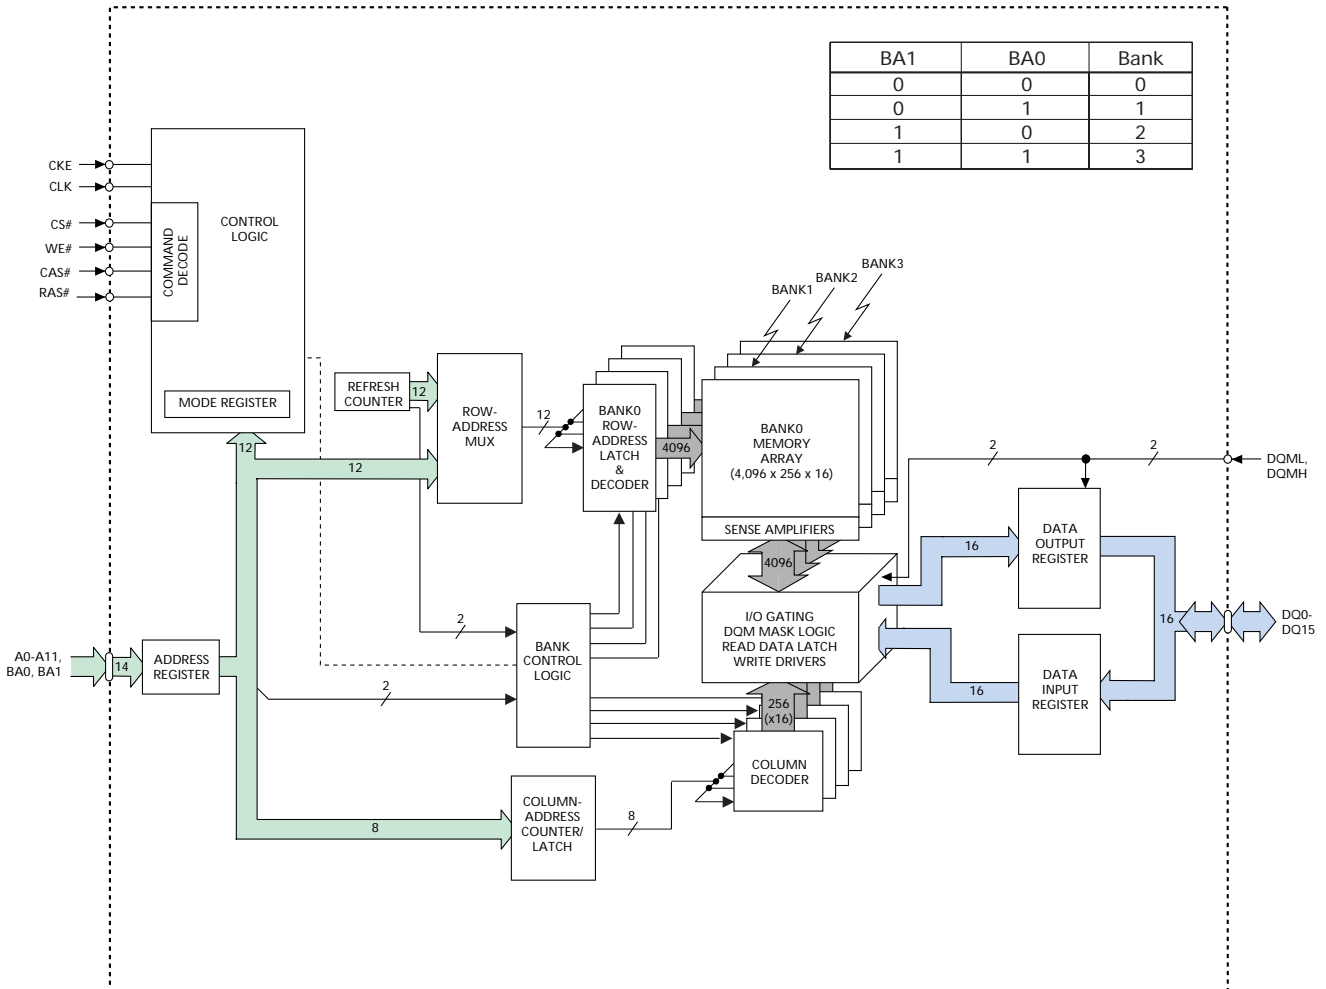 BA1 BA0 Bank
0 0 0
0 1 1
1 0 2
1 1 3
CKE
CLK
CS#
WE#
CAS#
RAS#
COMMAND
DECODE
CONTROL
LOGIC
MODE REGISTER
12
12
REFRESH
COUNTER
12
ROW-
ADDRESS
MUX
12
BANK0
ROW-
ADDRESS
LATCH
&
DECODER
4096
BANK1
BANK2
BANK3
BANK0
MEMORY
ARRAY
(4,096 x 256 x 16)
SENSE AMPLIFIERS
4096
I/O GATING
DQM MASK LOGIC
READ DATA LATCH
WRITE DRIVERS
2
2
DQML,
DQMH
16
DATA
OUTPUT
REGISTER
16
DQ0-
DQ15
16
DATA
INPUT
REGISTER
A0-A11,
BA0, BA1
14
ADDRESS
REGISTER
2
2
BANK
CONTROL
LOGIC
256
(x16)
COLUMN
DECODER
8
COLUMN-
ADDRESS
COUNTER/
LATCH
8